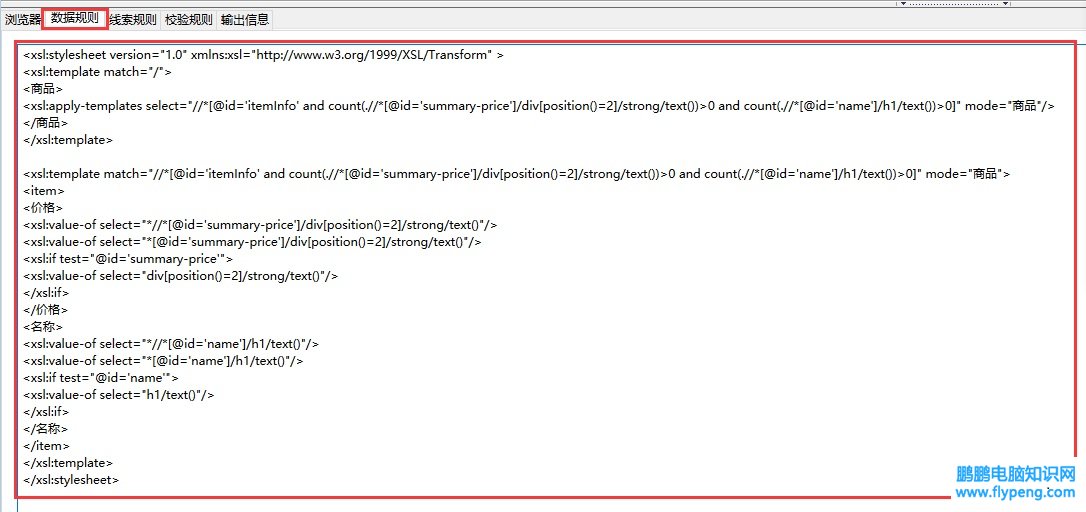 浏览器 数据规则 线索规则 校验规则 输出信息
<xsl:stylesheet version="1.0" xmlns:xsl="http://www.w3.org/1999/XSL/Transform" >
<xsl:template match="/">
<商品>
<xsl:apply-templates select="//*[@id='itemInfo' and count(.//*[@id='summary-price']/div[position()=2]/strong/text())>0 and count(.//*[@id='name']/h1/text())>0]" mode="商品"/>
</商品>
</xsl:template>
<xsl:template match="//*[@id='itemInfo' and count(.//*[@id='summary-price']/div[position()=2]/strong/text())>0 and count(.//*[@id='name']/h1/text())>0]" mode="商品">
<item>
<价格>
<xsl:value-of select="*//*[@id='summary-price']/div[position()=2]/strong/text()"/>
<xsl:value-of select="*[@id='summary-price']/div[position()=2]/strong/text()"/>
<xsl:if test="@id='summary-price'">
<xsl:value-of select="div[position()=2]/strong/text()"/>
</xsl:if>
</价格>
<名称>
<xsl:value-of select="*//*[@id='name']/h1/text()"/>
<xsl:value-of select="*[@id='name']/h1/text()"/>
<xsl:if test="@id='name'">
<xsl:value-of select="h1/text()"/>
</xsl:if>
</名称>
</item>
</xsl:template>
</xsl:stylesheet>
鹏鹏电脑知识网
www.flypeng.com